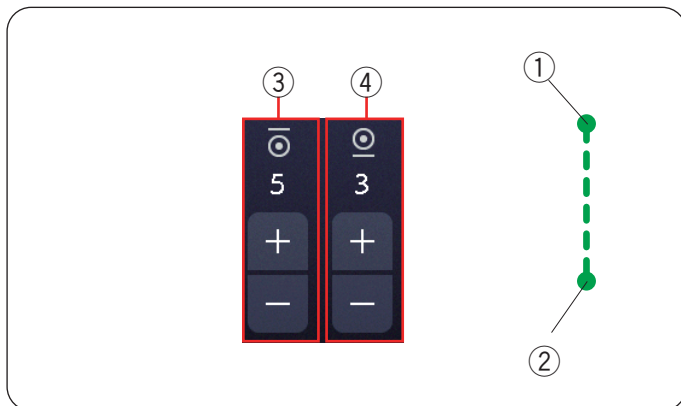 ③ ④ ①
5 3
+ +
− −
②